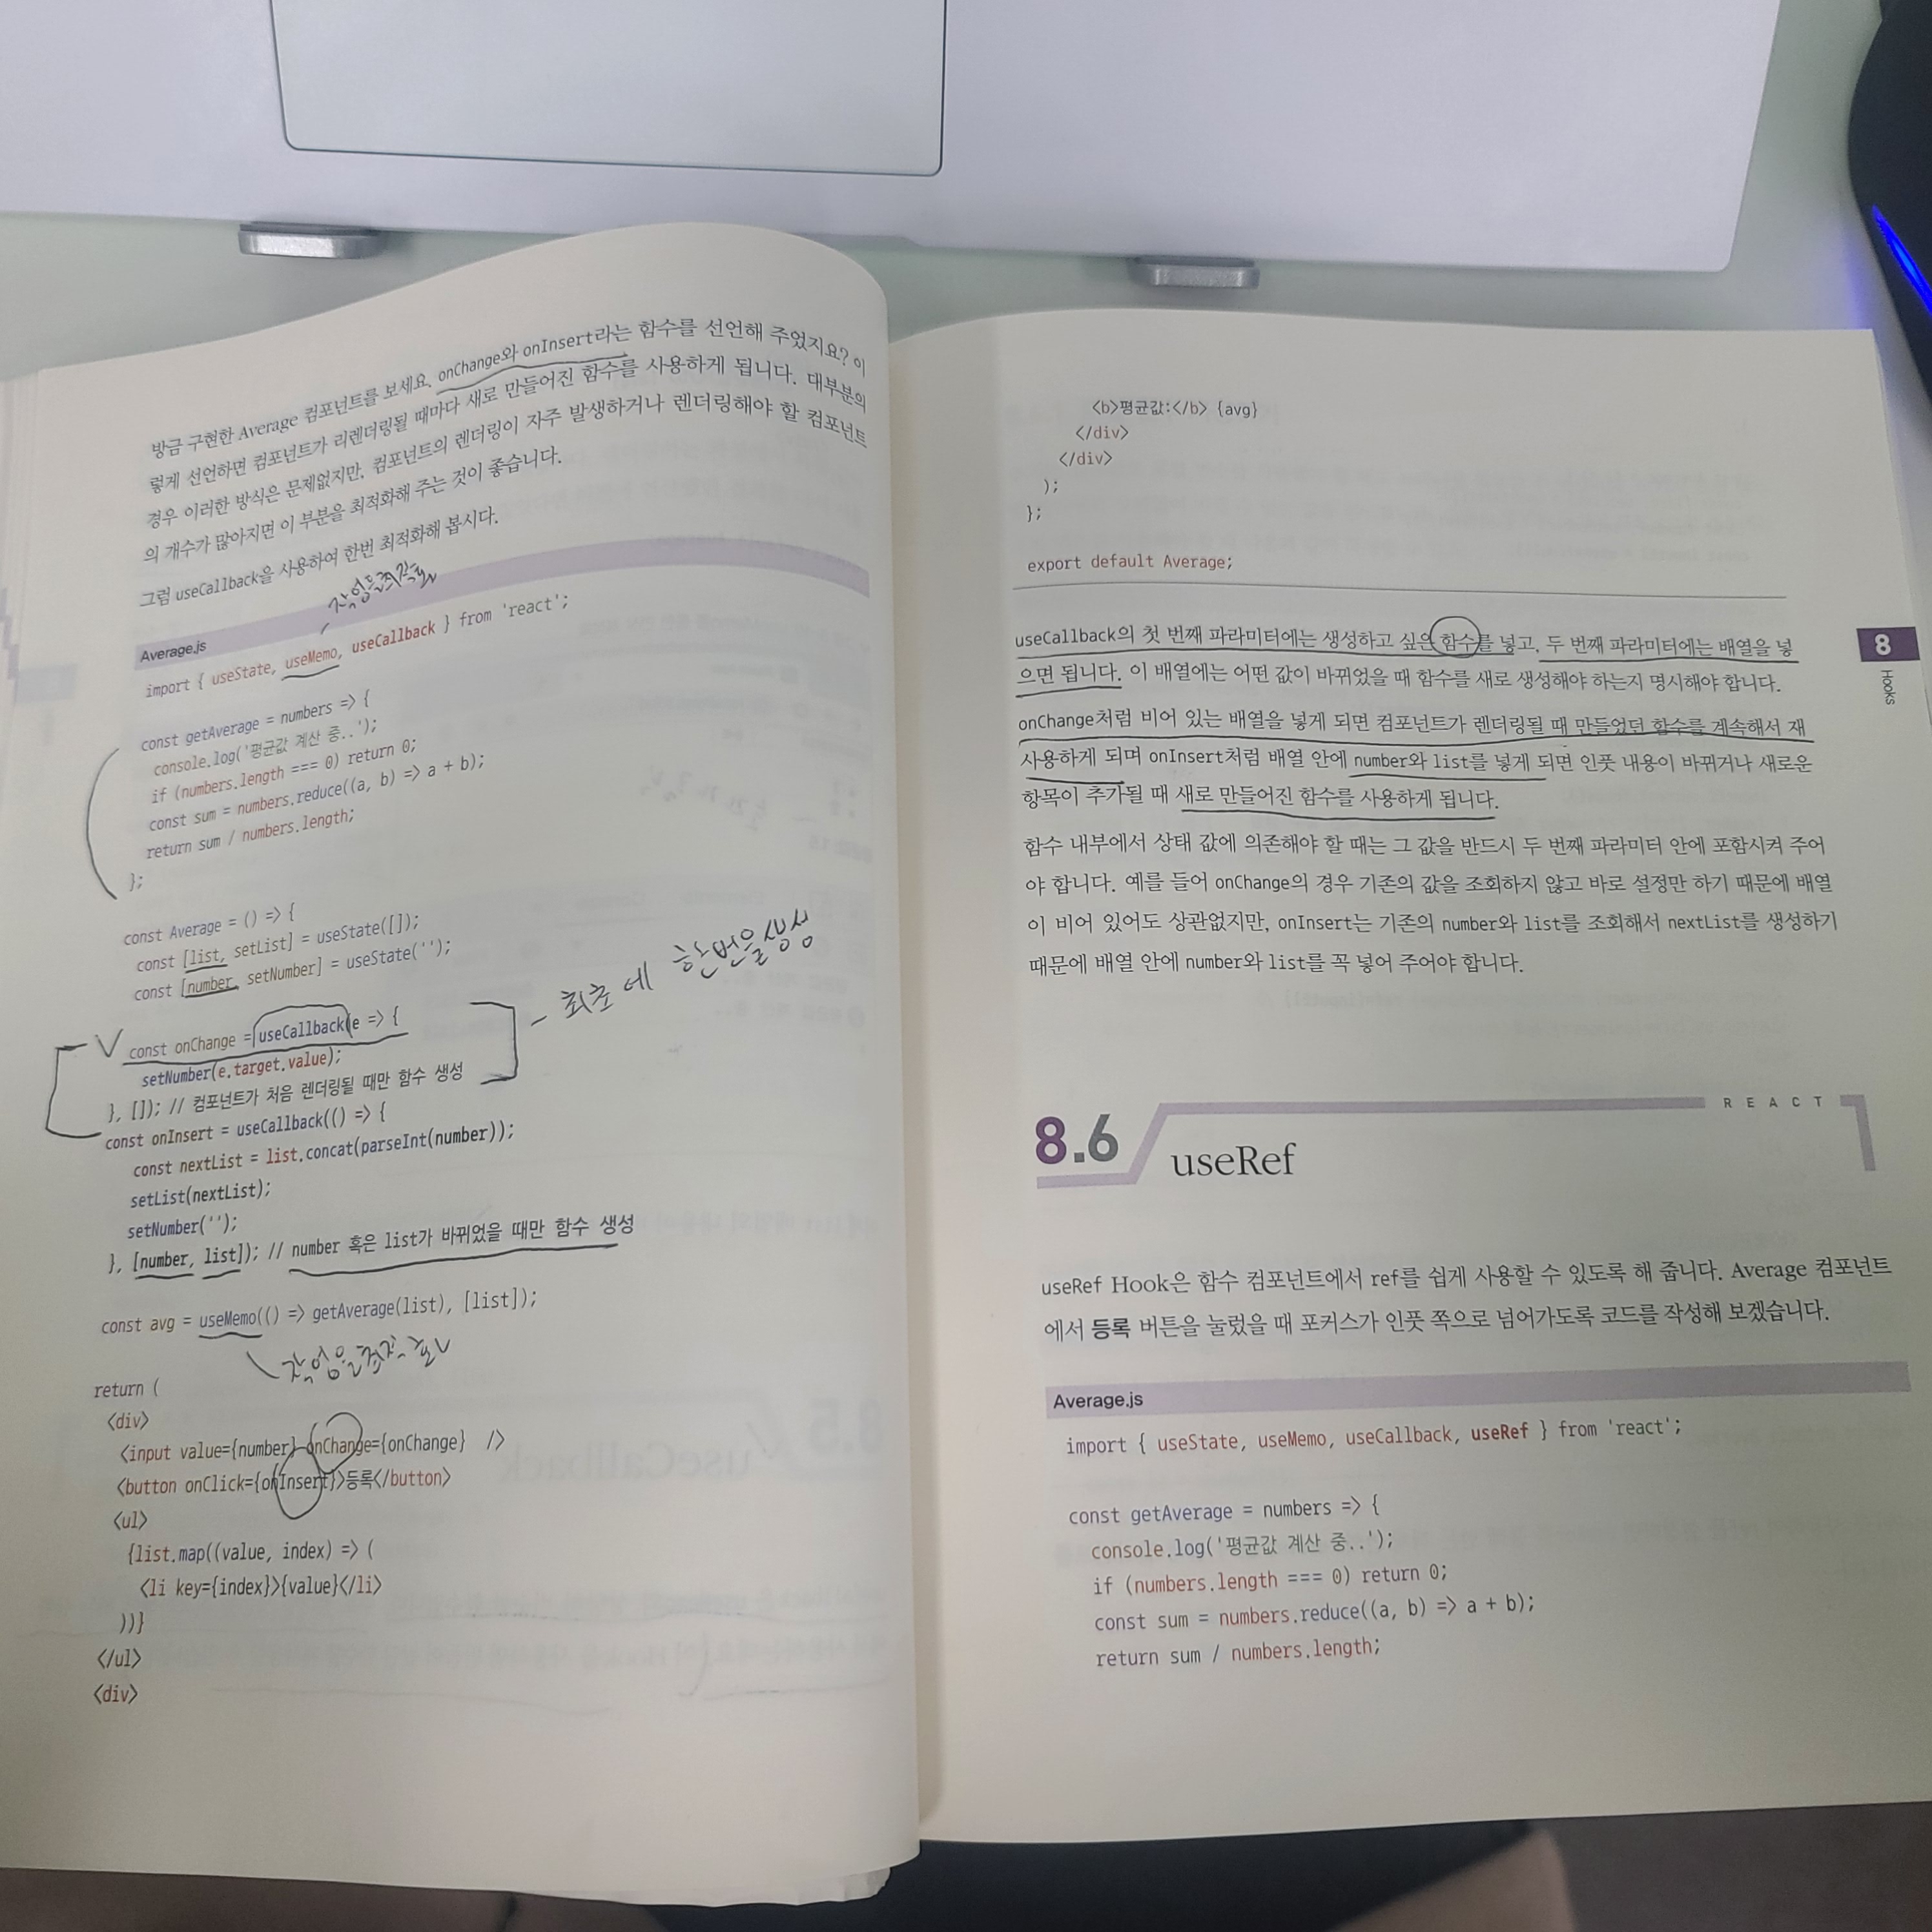 방금 구현한 Average 컴포넌트를 보세요. onChange와 onInsert라는 함수를 선언해 주었지요? 이
렇게 선언하면 컴포넌트가 리렌더링될 때마다 새로 만들어진 함수를 사용하게 됩니다. 대부분의
경우 이러한 방식은 문제없지만, 컴포넌트의 렌더링이 자주 발생하거나 렌더링해야 할 컴포넌트
의 개수가 많아지면 이 부분을 최적화해 주는 것이 좋습니다.
그럼 useCallback을 사용하여 한번 최적화해 봅시다.
Average.js
import { useState, useMemo, useCallback } from 'react';
const getAverage = numbers => {
console.log('평균값 계산 중..');
if (numbers.length === 0) return 0;
const sum = numbers.reduce((a, b) => a + b);
return sum / numbers.length;
};
const Average = () => {
const [list, setList] = useState([]);
const [number, setNumber] = useState('');
const onChange = useCallback(e => {
setNumber(e.target.value);
}, []); // 컴포넌트가 처음 렌더링될 때만 함수 생성
최초에 한번을 생성
const onInsert = useCallback(() => {
const nextList = list.concat(parseInt(number));
setList(nextList);
setNumber('');
}, [number, list]); // number 혹은 list가 바뀌었을 때만 함수 생성
const avg = useMemo(() => getAverage(list), [list]);
return (
<div>
<input value={number} onChange={onChange} />
<button onClick={onInsert}>등록</button>
<ul>
{list.map((value, index) => (
<li key={index}>{value}</li>
))}
</ul>
<div>
<b>평균값:</b> {avg}
</div>
</div>
);
};
export default Average;
useCallback의 첫 번째 파라미터에는 생성하고 싶은 함수를 넣고, 두 번째 파라미터에는 배열을 넣
으면 됩니다. 이 배열에는 어떤 값이 바뀌었을 때 함수를 새로 생성해야 하는지 명시해야 합니다.
onChange처럼 비어 있는 배열을 넣게 되면 컴포넌트가 렌더링될 때 만들었던 함수를 계속해서 재
사용하게 되며 onInsert처럼 배열 안에 number와 list를 넣게 되면 인풋 내용이 바뀌거나 새로운
항목이 추가될 때 새로 만들어진 함수를 사용하게 됩니다.
함수 내부에서 상태 값에 의존해야 할 때는 그 값을 반드시 두 번째 파라미터 안에 포함시켜 주어
야 합니다. 예를 들어 onChange의 경우 기존의 값을 조회하지 않고 바로 설정만 하기 때문에 배열
이 비어 있어도 상관없지만, onInsert는 기존의 number와 list를 조회해서 nextList를 생성하기
때문에 배열 안에 number와 list를 꼭 넣어 주어야 합니다.
8.6 useRef
REACT
useRef Hook은 함수 컴포넌트에서 ref를 쉽게 사용할 수 있도록 해 줍니다. Average 컴포넌트
에서 등록 버튼을 눌렀을 때 포커스가 인풋 쪽으로 넘어가도록 코드를 작성해 보겠습니다.
Average.js
import { useState, useMemo, useCallback, useRef } from 'react';
const getAverage = numbers => {
console.log('평균값 계산 중..');
if (numbers.length === 0) return 0;
const sum = numbers.reduce((a, b) => a + b);
return sum / numbers.length;
8
Hooks